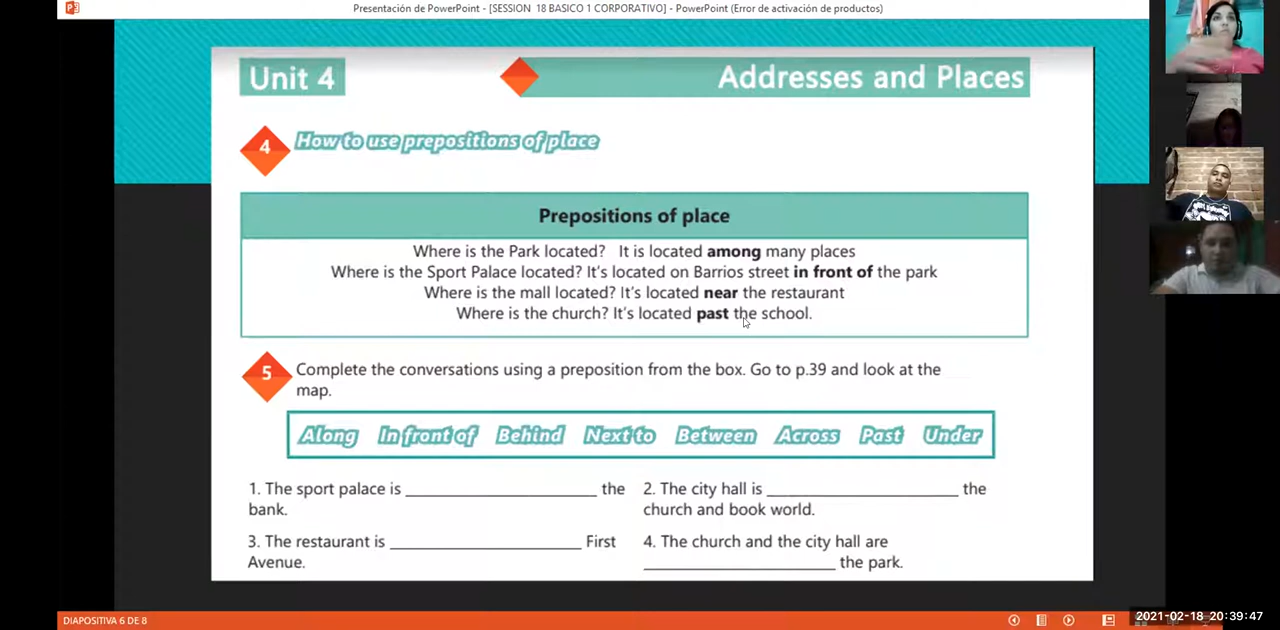 Presentación de PowerPoint - [SESSION 18 BASICO 1 CORPORATIVO] - PowerPoint (Error de activación de productos)
Unit 4
Addresses and Places
4
How to use prepositions of place
Prepositions of place
Where is the Park located? It is located among many places
Where is the Sport Palace located? It's located on Barrios street in front of the park
Where is the mall located? It's located near the restaurant
Where is the church? It's located past the school.
5
Complete the conversations using a preposition from the box. Go to p.39 and look at the
map.
Along In front of Behind Next to Between Across Past Under
1. The sport palace is ____________________ the
bank.
2. The city hall is ____________________ the
church and book world.
3. The restaurant is ____________________ First
Avenue.
4. The church and the city hall are
____________________ the park.
DIAPOSITIVA 6 DE 8
2021-02-18 20:39:47